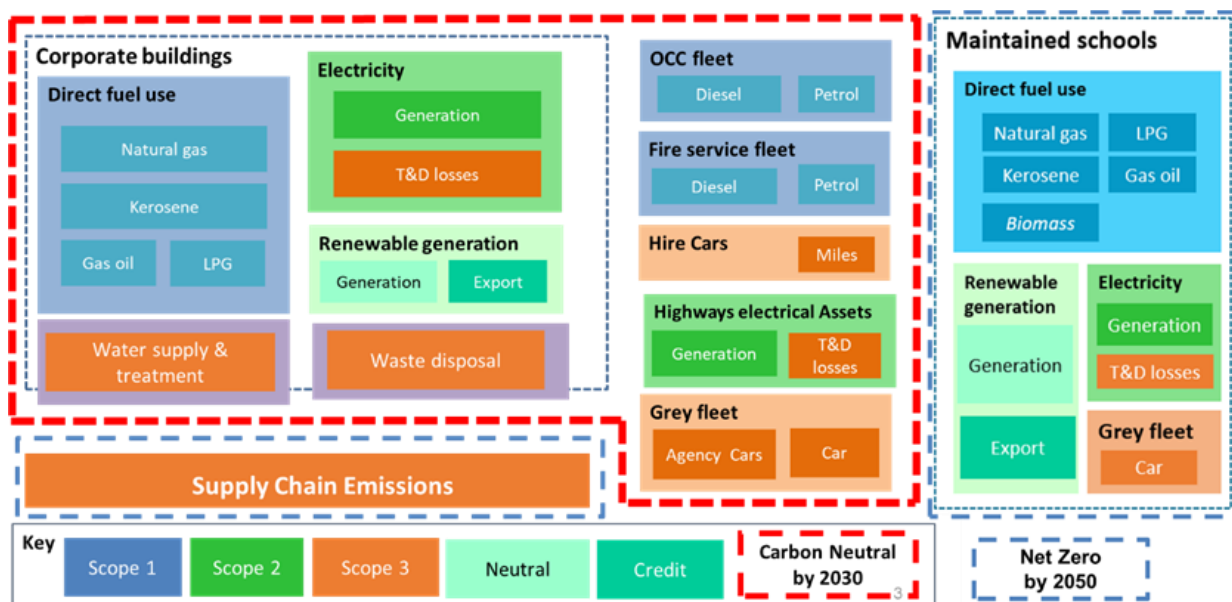 Corporate buildings
Direct fuel use
Natural gas
Kerosene
Gas oil
LPG
Water supply &
treatment
Electricity
Generation
T&D losses
Renewable generation
Generation
Export
Waste disposal
OCC fleet
Diesel
Petrol
Fire service fleet
Diesel
Petrol
Hire Cars
Miles
Highways electrical Assets
Generation
T&D
losses
Grey fleet
Agency Cars
Car
Supply Chain Emissions
Maintained schools
Direct fuel use
Natural gas
LPG
Kerosene
Gas oil
Biomass
Renewable
generation
Generation
Export
Electricity
Generation
T&D losses
Grey fleet
Car
Key
Scope 1
Scope 2
Scope 3
Neutral
Credit
Carbon Neutral
by 2030
3
Net Zero
by 2050